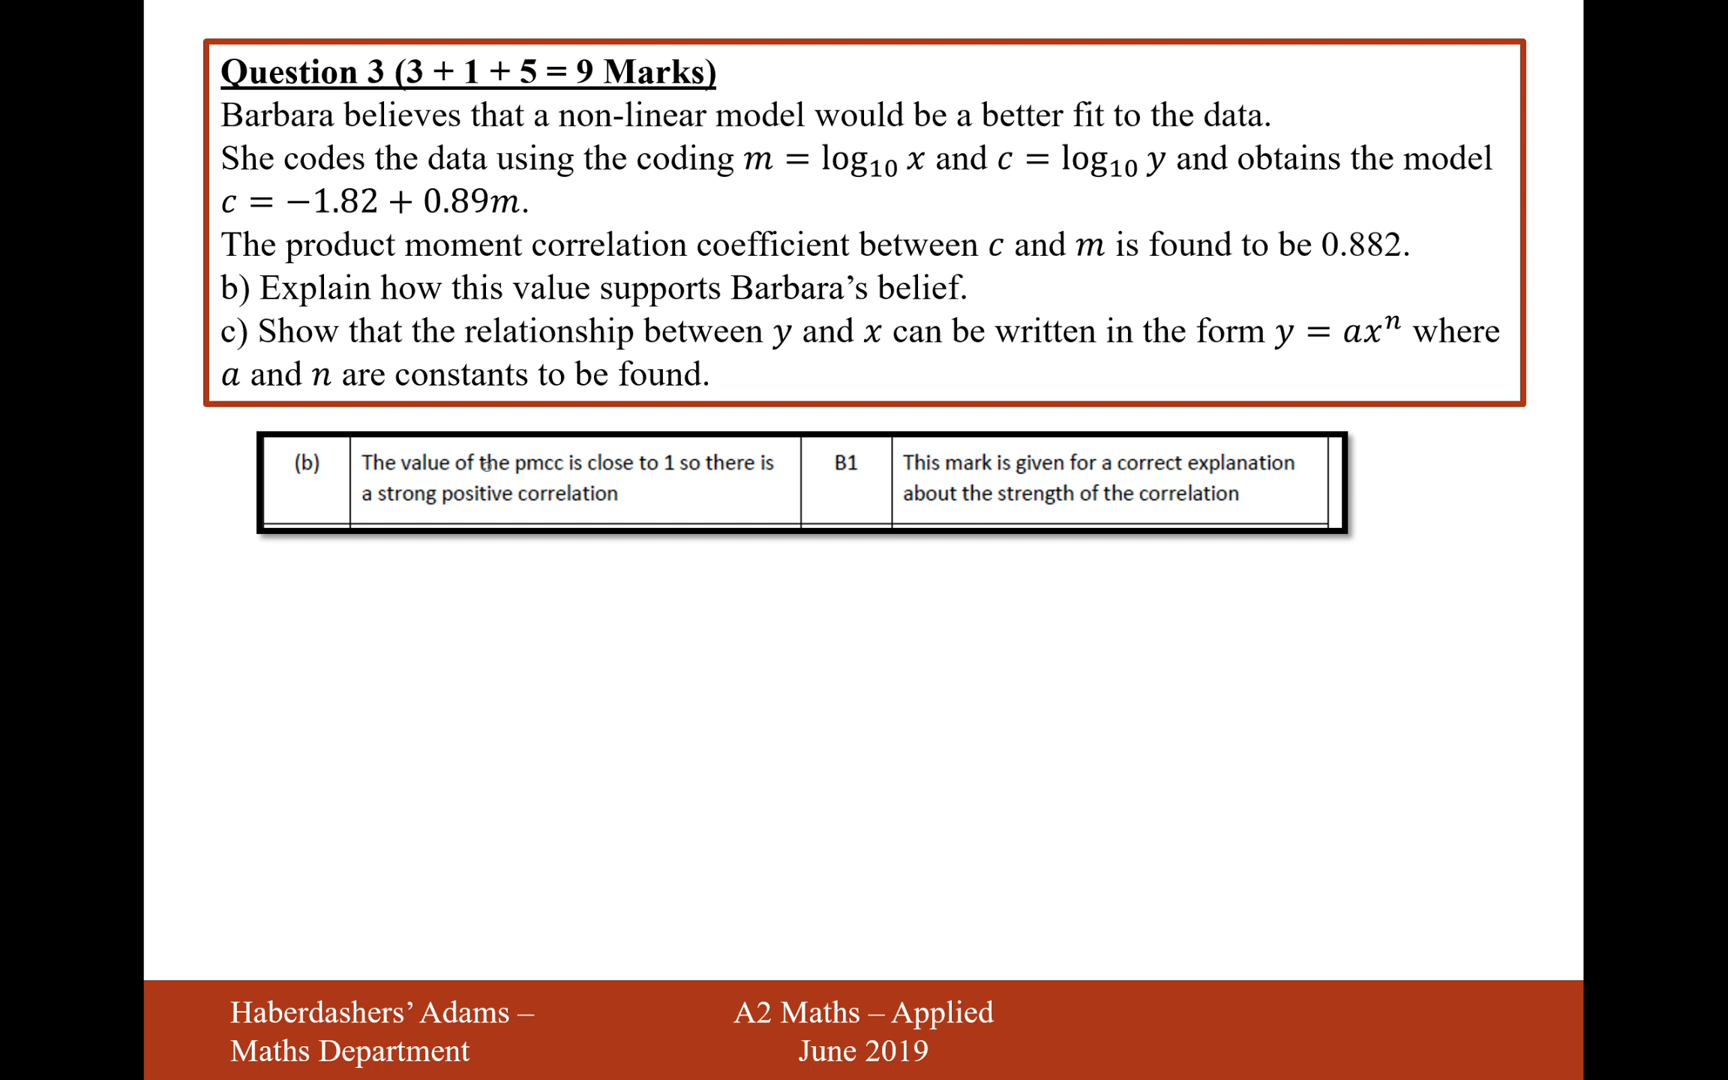 Question 3 (3 + 1 + 5 = 9 Marks)
Barbara believes that a non-linear model would be a better fit to the data.
She codes the data using the coding m = log₁₀ x and c = log₁₀ y and obtains the model
c = −1.82 + 0.89m.
The product moment correlation coefficient between c and m is found to be 0.882.
b) Explain how this value supports Barbara’s belief.
c) Show that the relationship between y and x can be written in the form y = axⁿ where
a and n are constants to be found.
(b) The value of the pmcc is close to 1 so there is B1 This mark is given for a correct explanation
a strong positive correlation about the strength of the correlation
Haberdashers’ Adams – A2 Maths – Applied
Maths Department June 2019